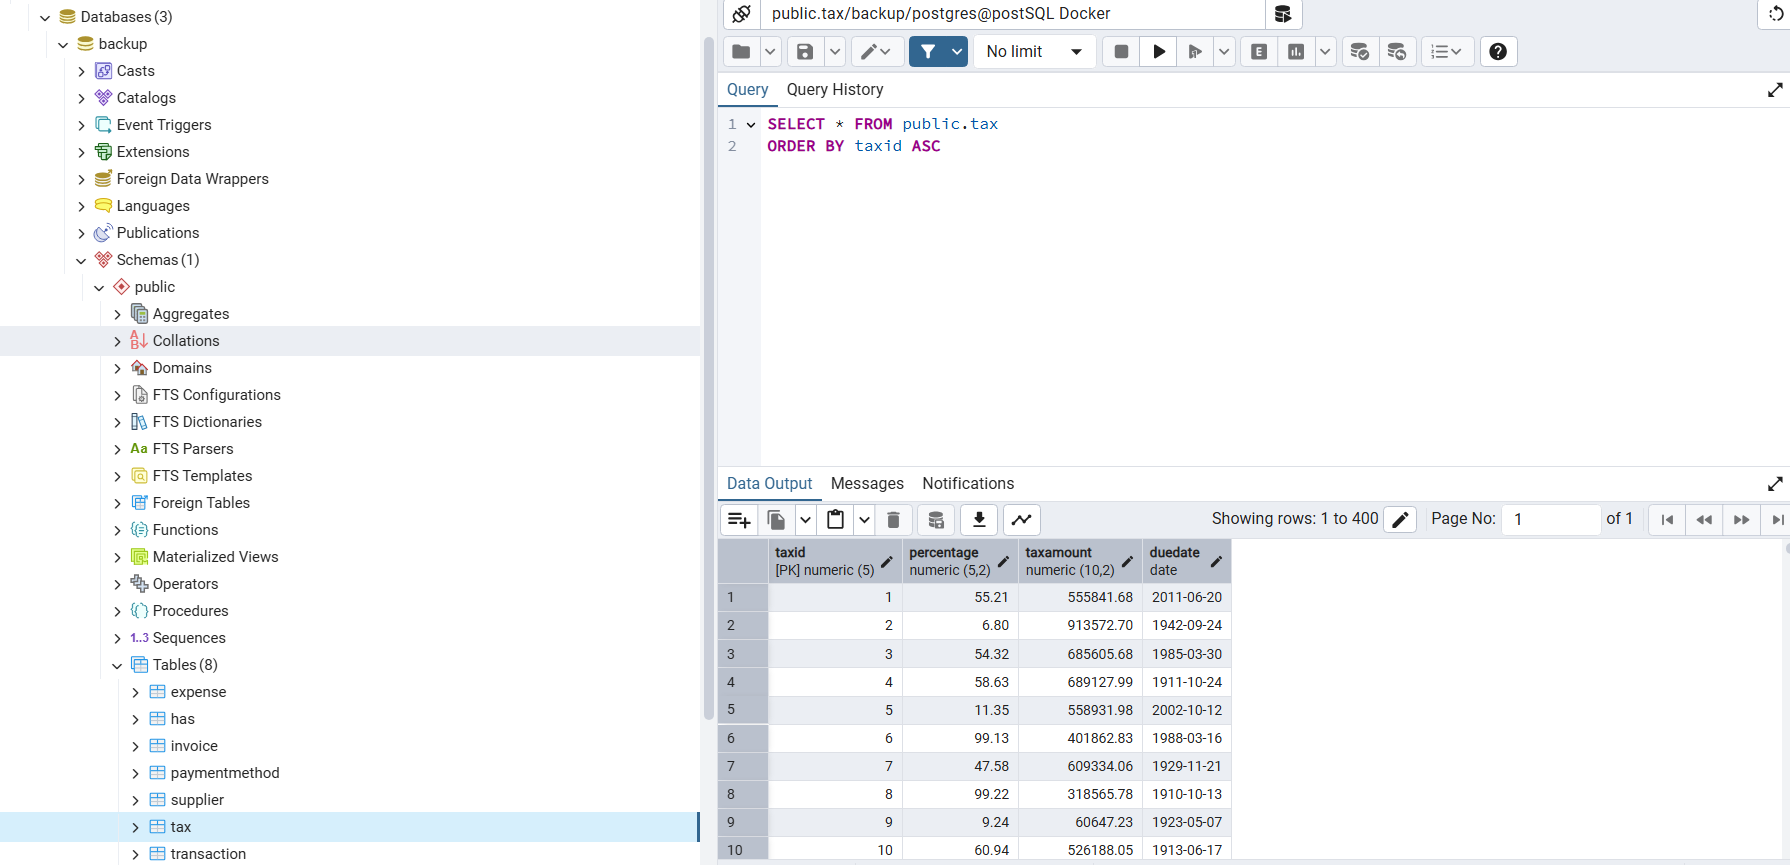 Databases (3)
backup
Casts
Catalogs
Event Triggers
Extensions
Foreign Data Wrappers
Languages
Publications
Schemas (1)
public
Aggregates
Collations
Domains
FTS Configurations
FTS Dictionaries
Aa FTS Parsers
FTS Templates
Foreign Tables
Functions
Materialized Views
Operators
Procedures
1..3 Sequences
Tables (8)
expense
has
invoice
paymentmethod
supplier
tax
transaction
public.tax/backup/postgres@postSQL Docker
No limit
E
Query Query History
1 SELECT * FROM public.tax
2 ORDER BY taxid ASC
Data Output Messages Notifications
Showing rows: 1 to 400 Page No: 1 of 1
taxid percentage taxamount duedate
[PK] numeric (5) numeric (5,2) numeric (10,2) date
1 1 55.21 555841.68 2011-06-20
2 2 6.80 913572.70 1942-09-24
3 3 54.32 685605.68 1985-03-30
4 4 58.63 689127.99 1911-10-24
5 5 11.35 558931.98 2002-10-12
6 6 99.13 401862.83 1988-03-16
7 7 47.58 609334.06 1929-11-21
8 8 99.22 318565.78 1910-10-13
9 9 9.24 60647.23 1923-05-07
10 10 60.94 526188.05 1913-06-17